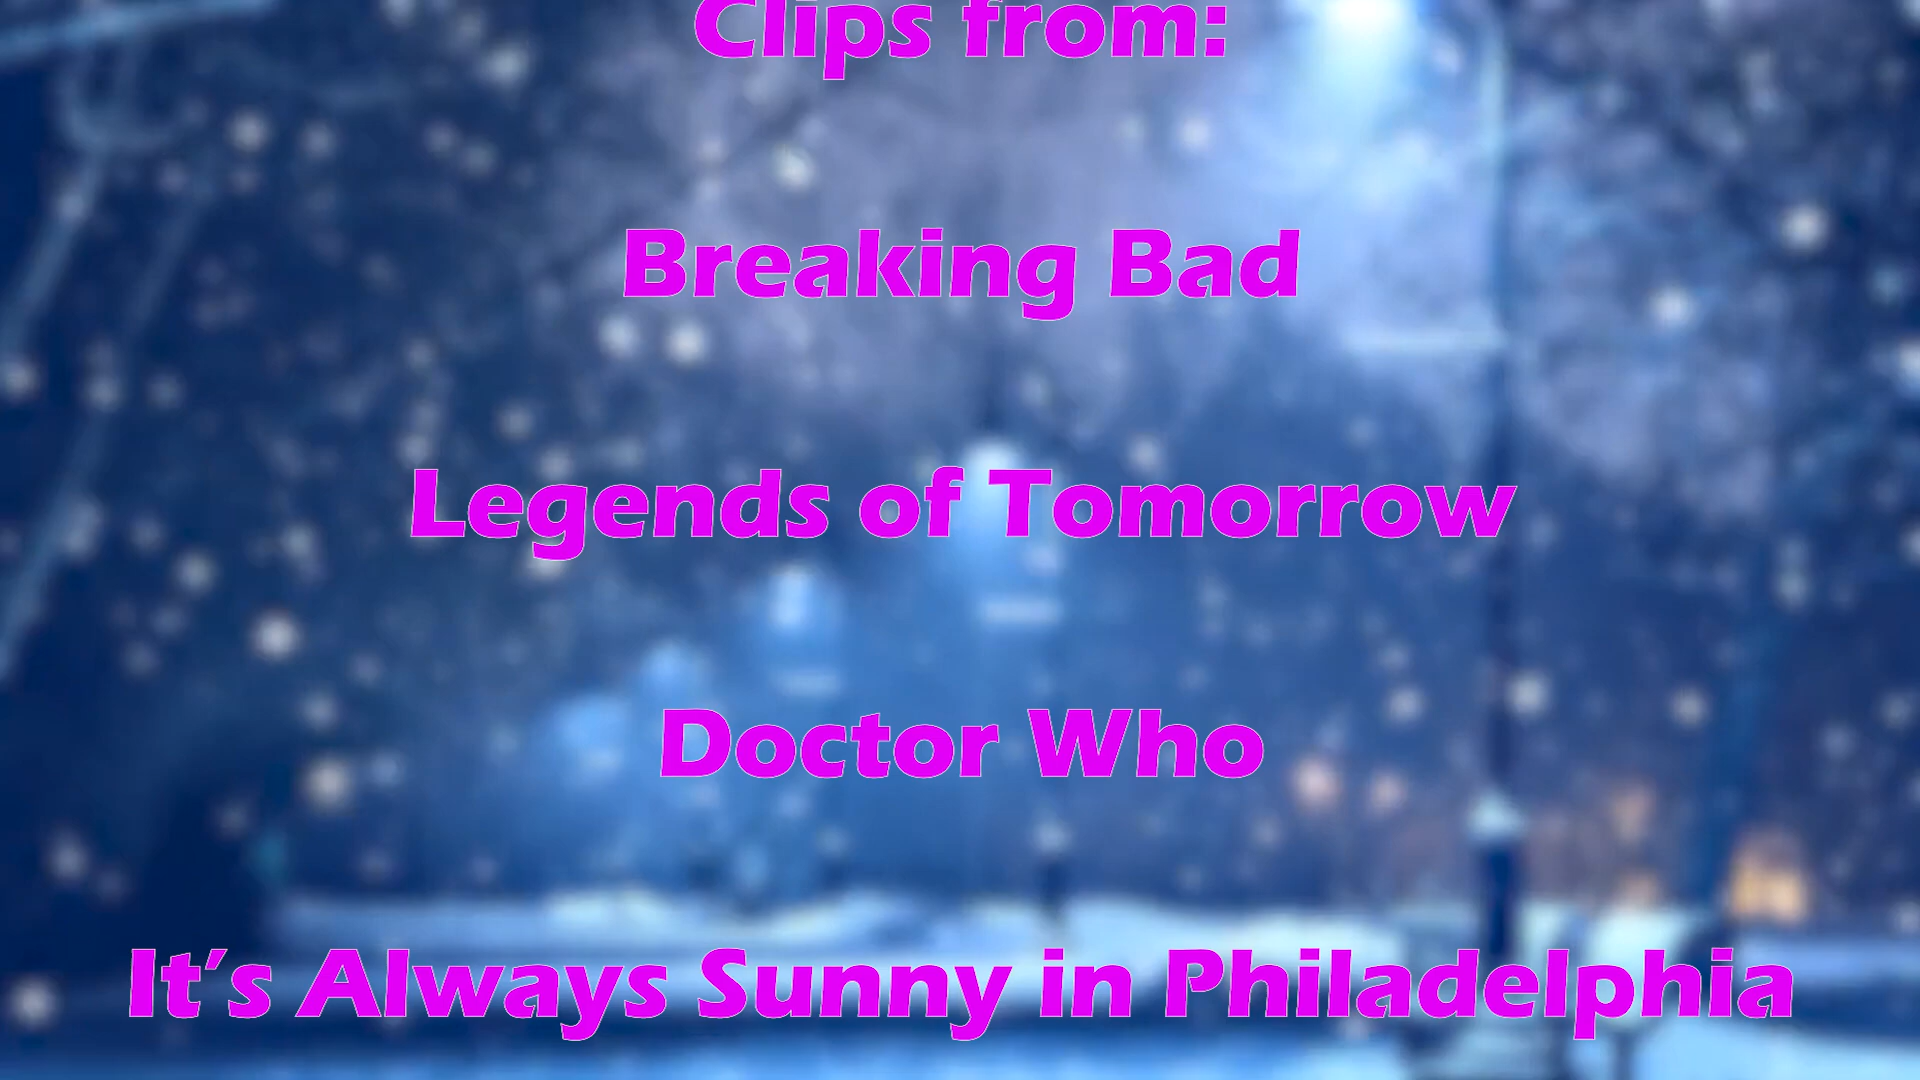 Clips from:
Breaking Bad
Legends of Tomorrow
Doctor Who
It's Always Sunny in Philadelphia